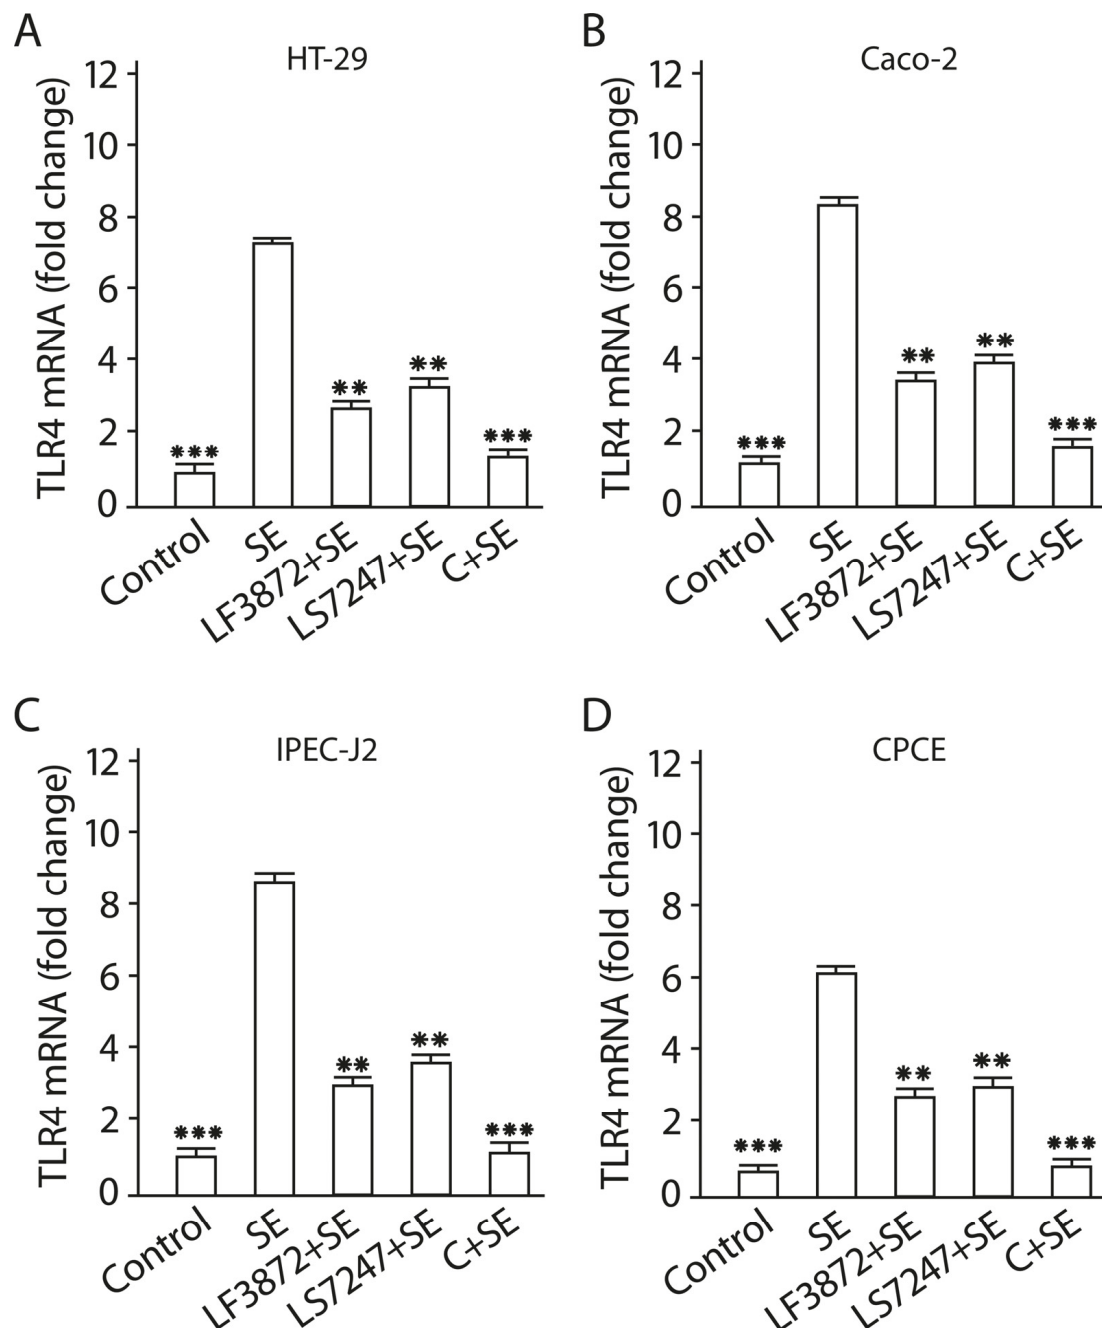 A
HT-29
TLR4 mRNA (fold change)
12
10
8
6
4
2
0
***
**
**
***
Control
SE
LF3872+SE
LS7247+SE
C+SE
B
Caco-2
TLR4 mRNA (fold change)
12
10
8
6
4
2
0
***
**
**
***
Control
SE
LF3872+SE
LS7247+SE
C+SE
C
IPEC-J2
TLR4 mRNA (fold change)
12
10
8
6
4
2
0
***
**
**
***
Control
SE
LF3872+SE
LS7247+SE
C+SE
D
CPCE
TLR4 mRNA (fold change)
12
10
8
6
4
2
0
***
**
**
***
Control
SE
LF3872+SE
LS7247+SE
C+SE